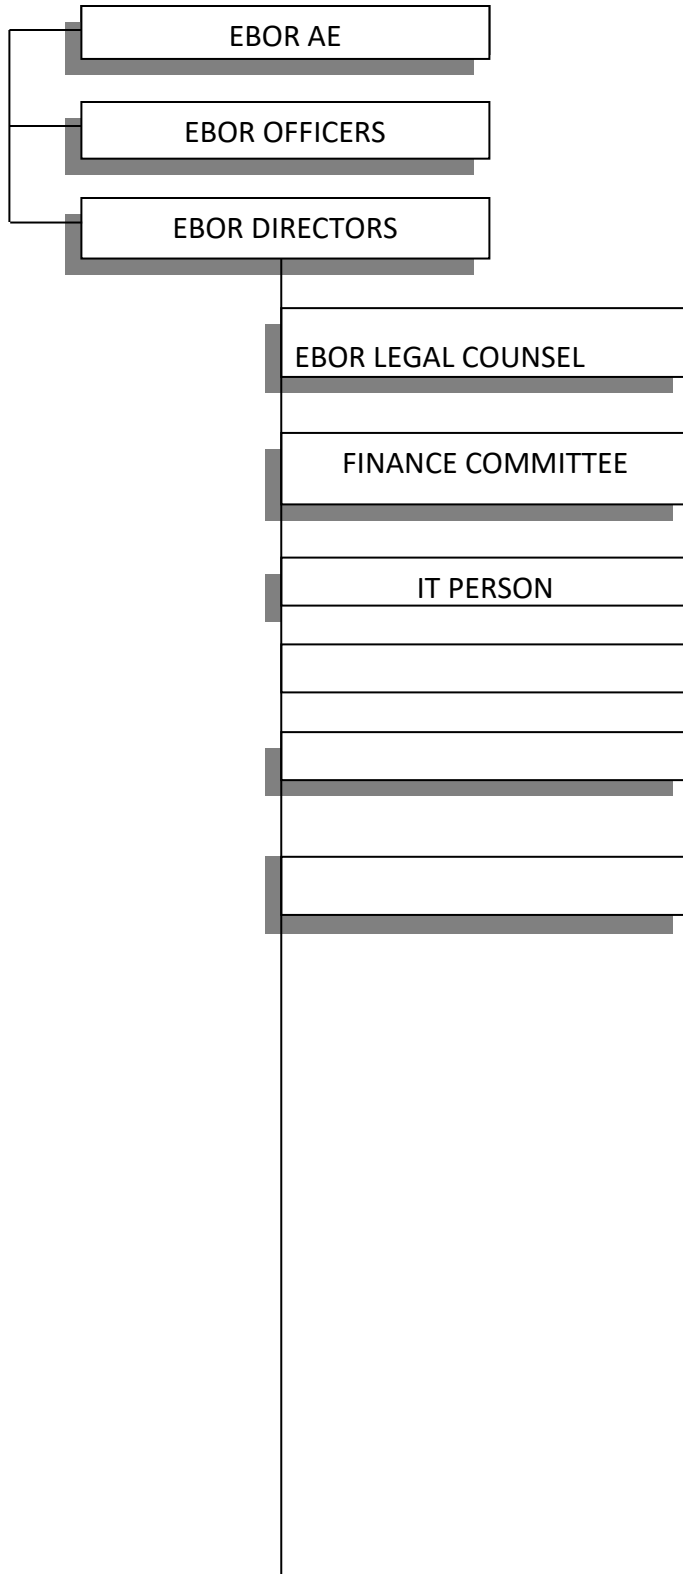 EBOR AE
EBOR OFFICERS
EBOR DIRECTORS
EBOR LEGAL COUNSEL
FINANCE COMMITTEE
IT PERSON